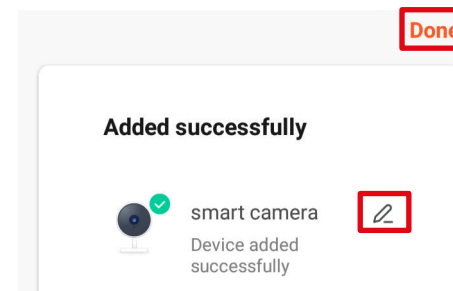 Done
Added successfully
smart camera
Device added
successfully